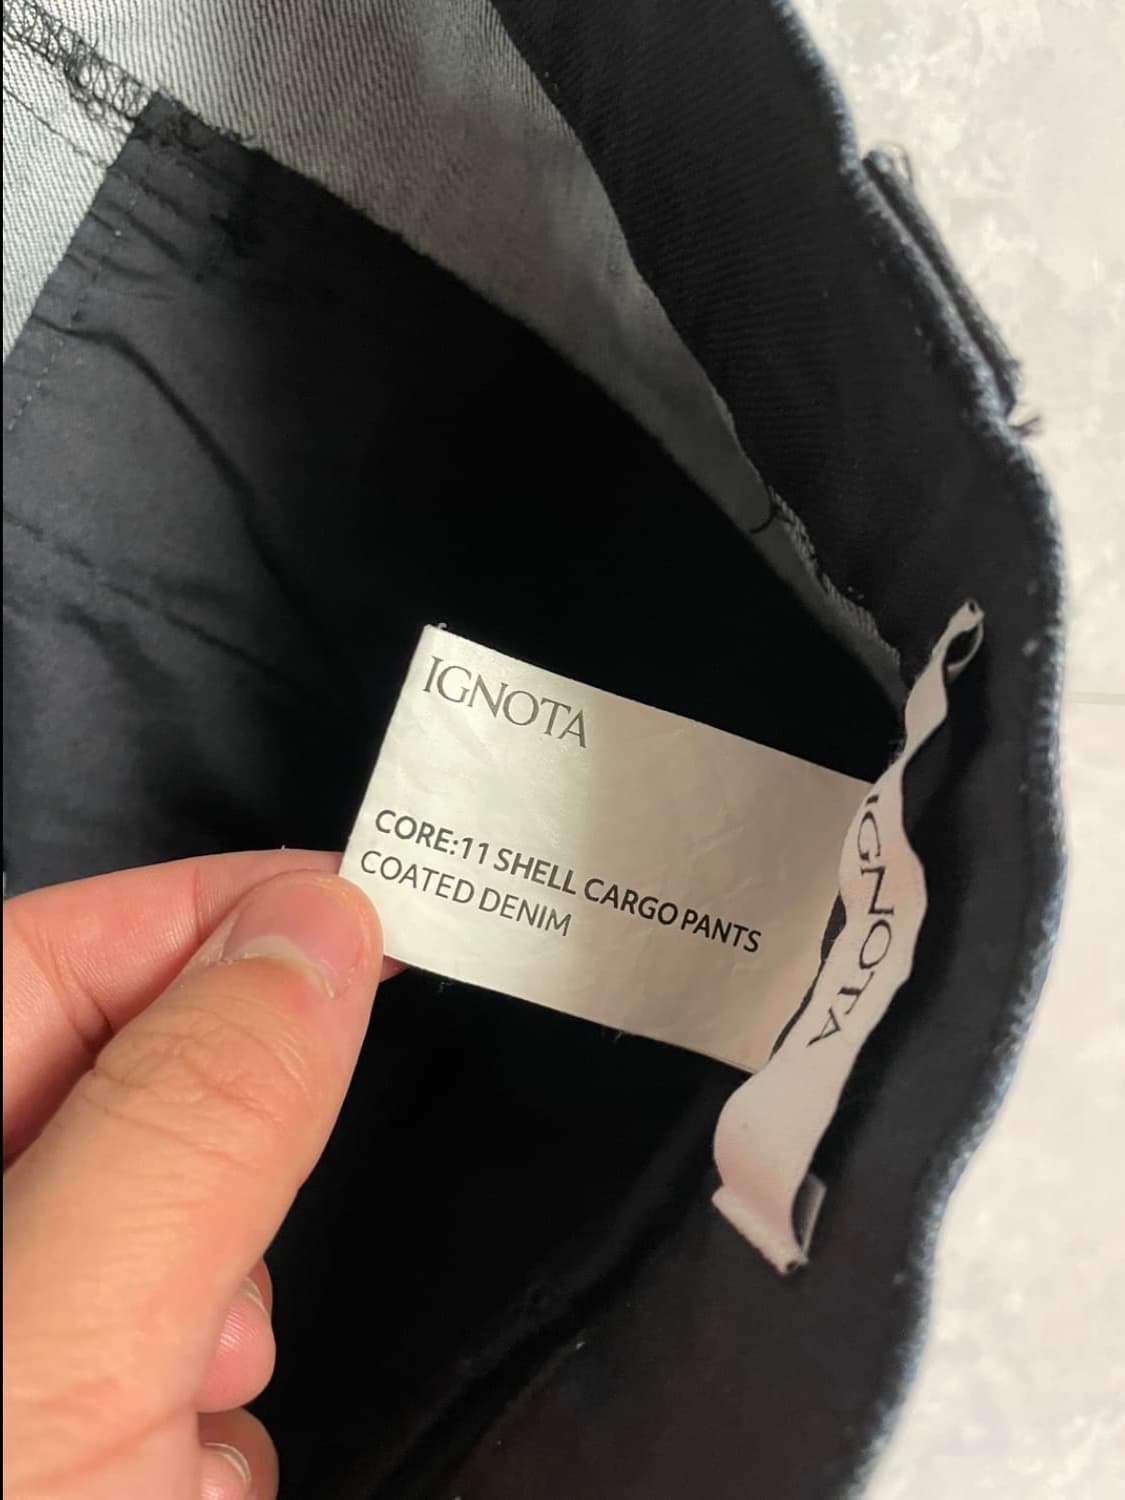 IGNOTA
CORE:11 SHELL CARGO PANTS
COATED DENIM
IGNOTA